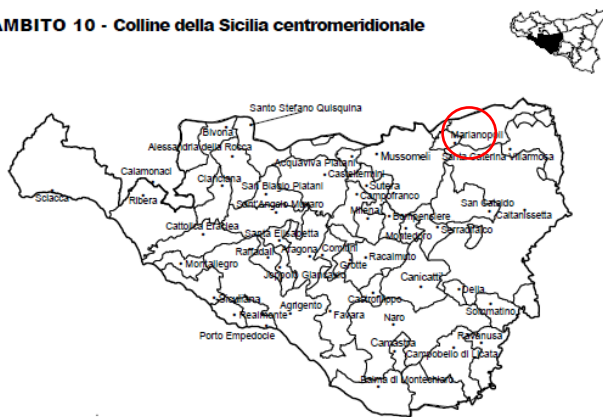 AMBITO 10 - Colline della Sicilia centromeridionale
Santo Stefano Quisquina
Bivona
Alessandria della Rocca
Marianopoli
Acquaviva Platani
Mussomeli
Santa Caterina Villarmosa
Calamonaci
Casteltermini
Sciacca
Ribera
Cianciana
San Biagio Platani
Sutera
Campofranco
Sant'Angelo Muxaro
Milena
San Cataldo
Caltanissetta
Bompensiere
Cattolica Eraclea
Santa Elisabetta
Montedoro
Serradifalco
Raffadali
Aragona
Comitini
Racalmuto
Montallegro
Grotte
Joppolo Giancaxio
Canicattì
Delia
Siculiana
Castrofilippo
Sommatino
Realmonte
Agrigento
Favara
Naro
Porto Empedocle
Camastra
Ravanusa
Campobello di Licata
Palma di Montechiaro